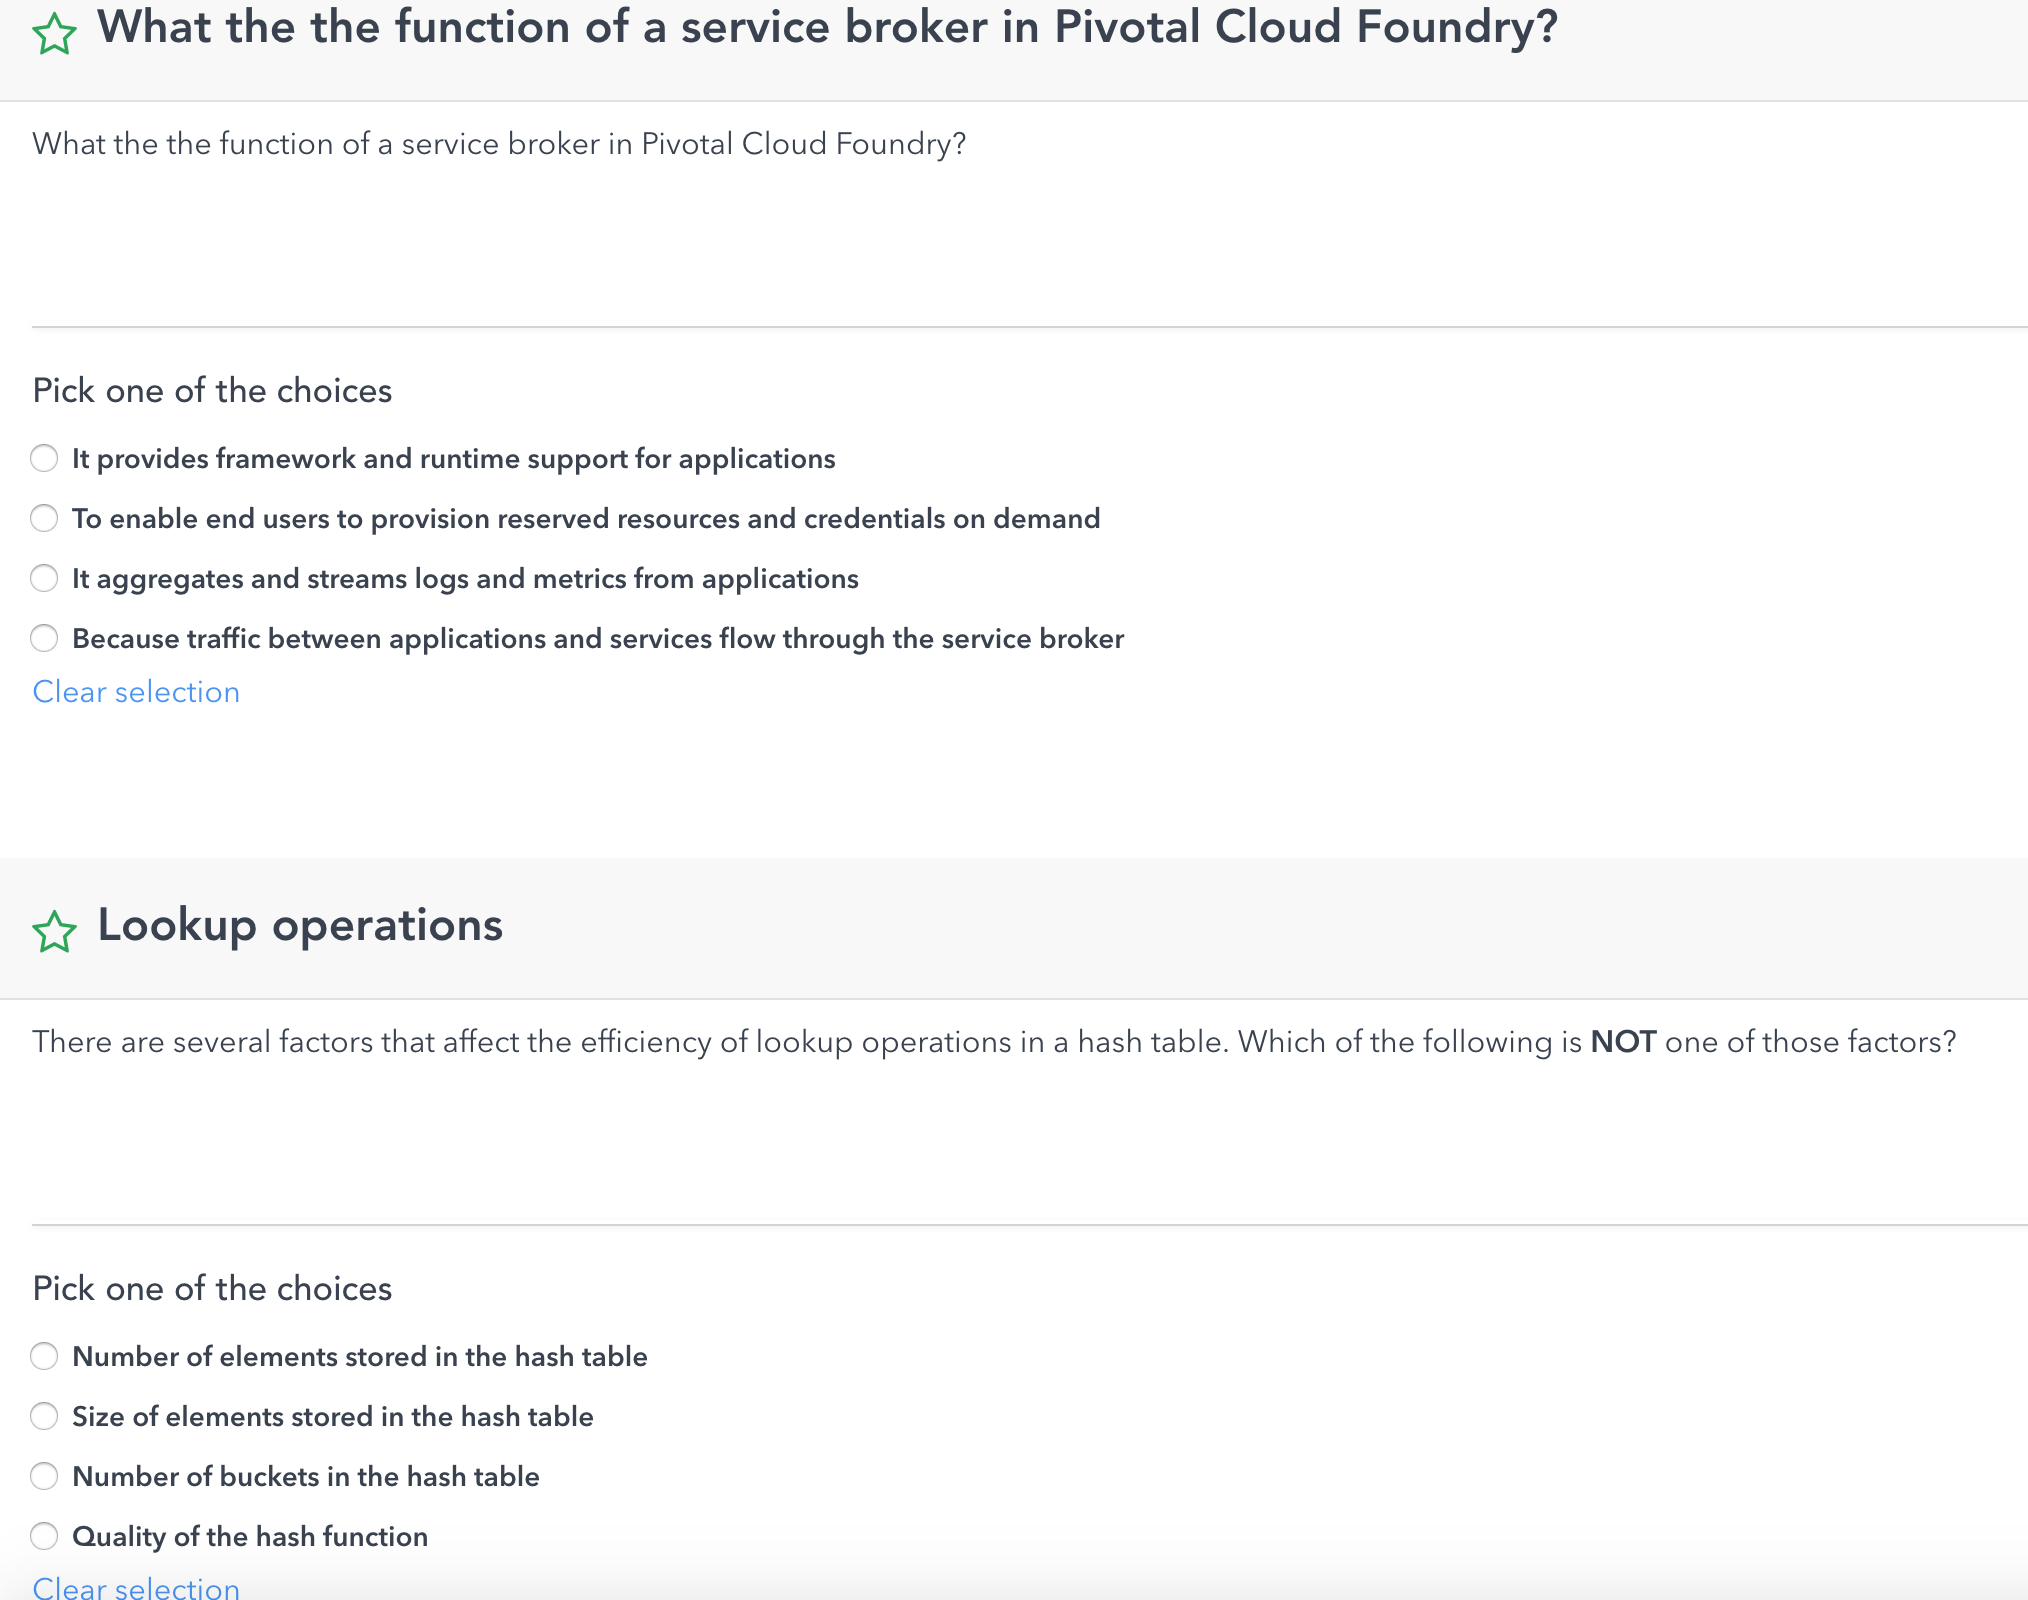 What the the function of a service broker in Pivotal Cloud Foundry?
What the the function of a service broker in Pivotal Cloud Foundry?
Pick one of the choices
It provides framework and runtime support for applications
To enable end users to provision reserved resources and credentials on demand
It aggregates and streams logs and metrics from applications
Because traffic between applications and services flow through the service broker
Clear selection
Lookup operations
There are several factors that affect the efficiency of lookup operations in a hash table. Which of the following is NOT one of those factors?
Pick one of the choices
Number of elements stored in the hash table
Size of elements stored in the hash table
Number of buckets in the hash table
Quality of the hash function
Clear selection